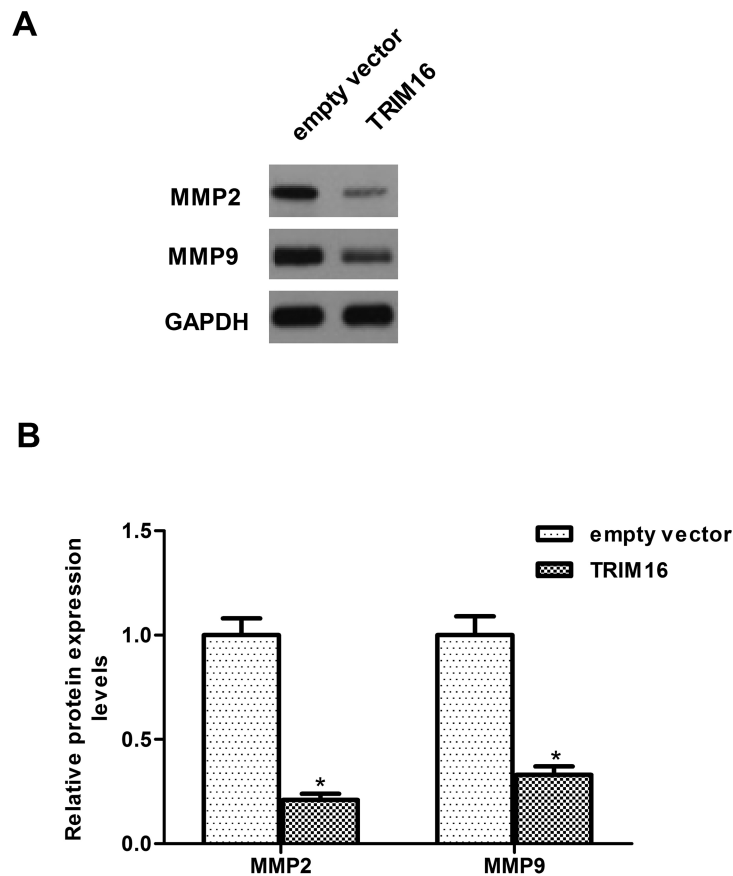 A
empty vector
TRIM16
MMP2
MMP9
GAPDH
B
Relative protein expression
levels
1.5
1.0
0.5
0.0
empty vector
TRIM16
*
*
MMP2
MMP9